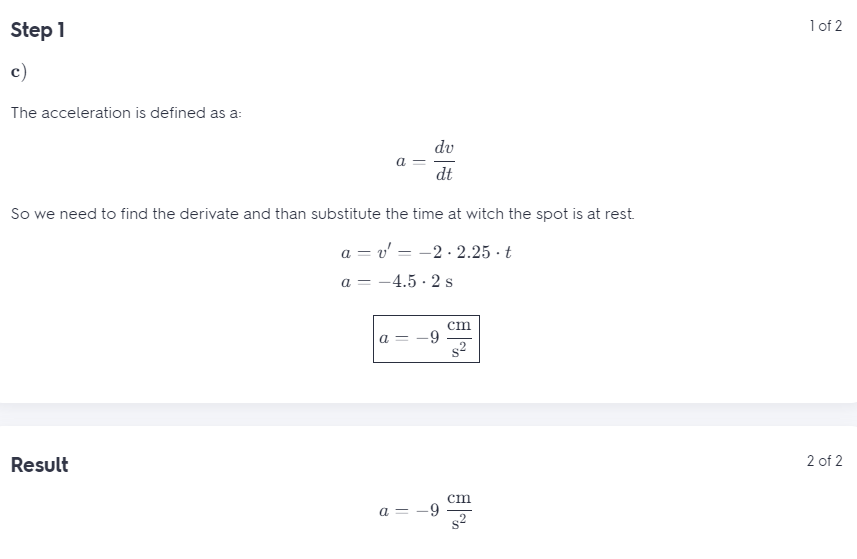 Step 1
1 of 2
c)
The acceleration is defined as a:
a = dv/dt
So we need to find the derivate and than substitute the time at witch the spot is at rest.
a = v′ = −2 · 2.25 · t
a = −4.5 · 2 s
a = −9 cm/s²
Result
2 of 2
a = −9 cm/s²